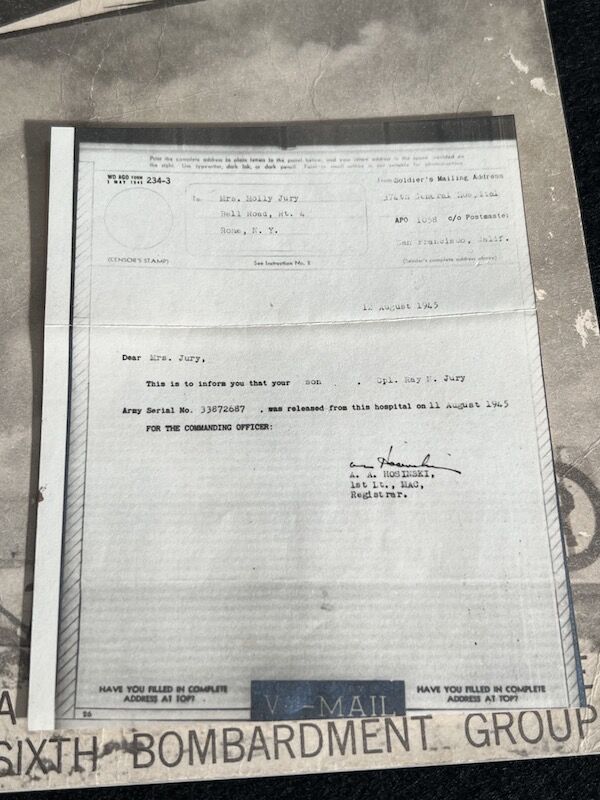 Print the complete address in plain letters in the panel below, and your return address in the space provided on
the right. Use typewriter, dark ink, or dark pencil. Faint or small writing is not suitable for photographing.
WD AGO FORM
1 MAY 1945 234-3
To Mrs. Molly Jury
Bell Road, Rt. 4
Rome, N. Y.
From Soldier's Mailing Address
374th General Hospital
APO 1058 c/o Postmaster
San Francisco, Calif.
(CENSOR'S STAMP)
See Instruction No. 2
(Sender's complete address above)
12 August 1945
Dear Mrs. Jury,
This is to inform you that your son , Cpl. Ray N. Jury
Army Serial No. 33872687 , was released from this hospital on 11 August 1945
FOR THE COMMANDING OFFICER:
A. A. HOSINSKI,
1st Lt., MAC,
Registrar.
HAVE YOU FILLED IN COMPLETE
ADDRESS AT TOP?
V-MAIL
HAVE YOU FILLED IN COMPLETE
ADDRESS AT TOP?
26
SIXTH BOMBARDMENT GROUP